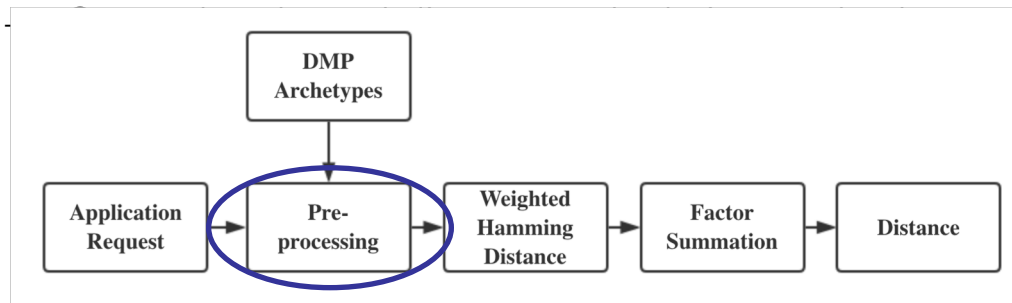 DMP
Archetypes
Application
Request
Pre-
processing
Weighted
Hamming
Distance
Factor
Summation
Distance